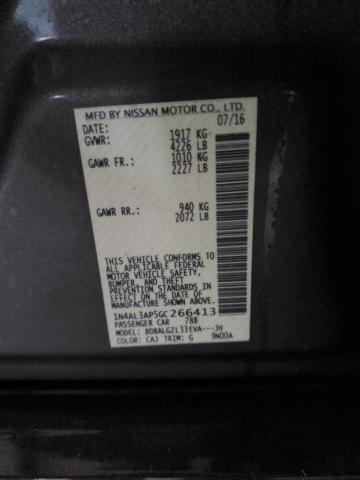 MFD BY NISSAN MOTOR CO., LTD.
DATE: 07/16
GVWR: 1917 KG
4226 LB
GAWR FR.: 1010 KG
2227 LB
GAWR RR.: 940 KG
2072 LB
THIS VEHICLE CONFORMS TO
ALL APPLICABLE FEDERAL
MOTOR VEHICLE SAFETY,
BUMPER, AND THEFT
PREVENTION STANDARDS IN
EFFECT ON THE DATE OF
MANUFACTURE SHOWN ABOVE.
1N4AL3AP5GC266413
PASSENGER CAR 788
MODEL: BDBALGZL33EVA---JH
COLOR: CAJ TRIM: G 9N00A